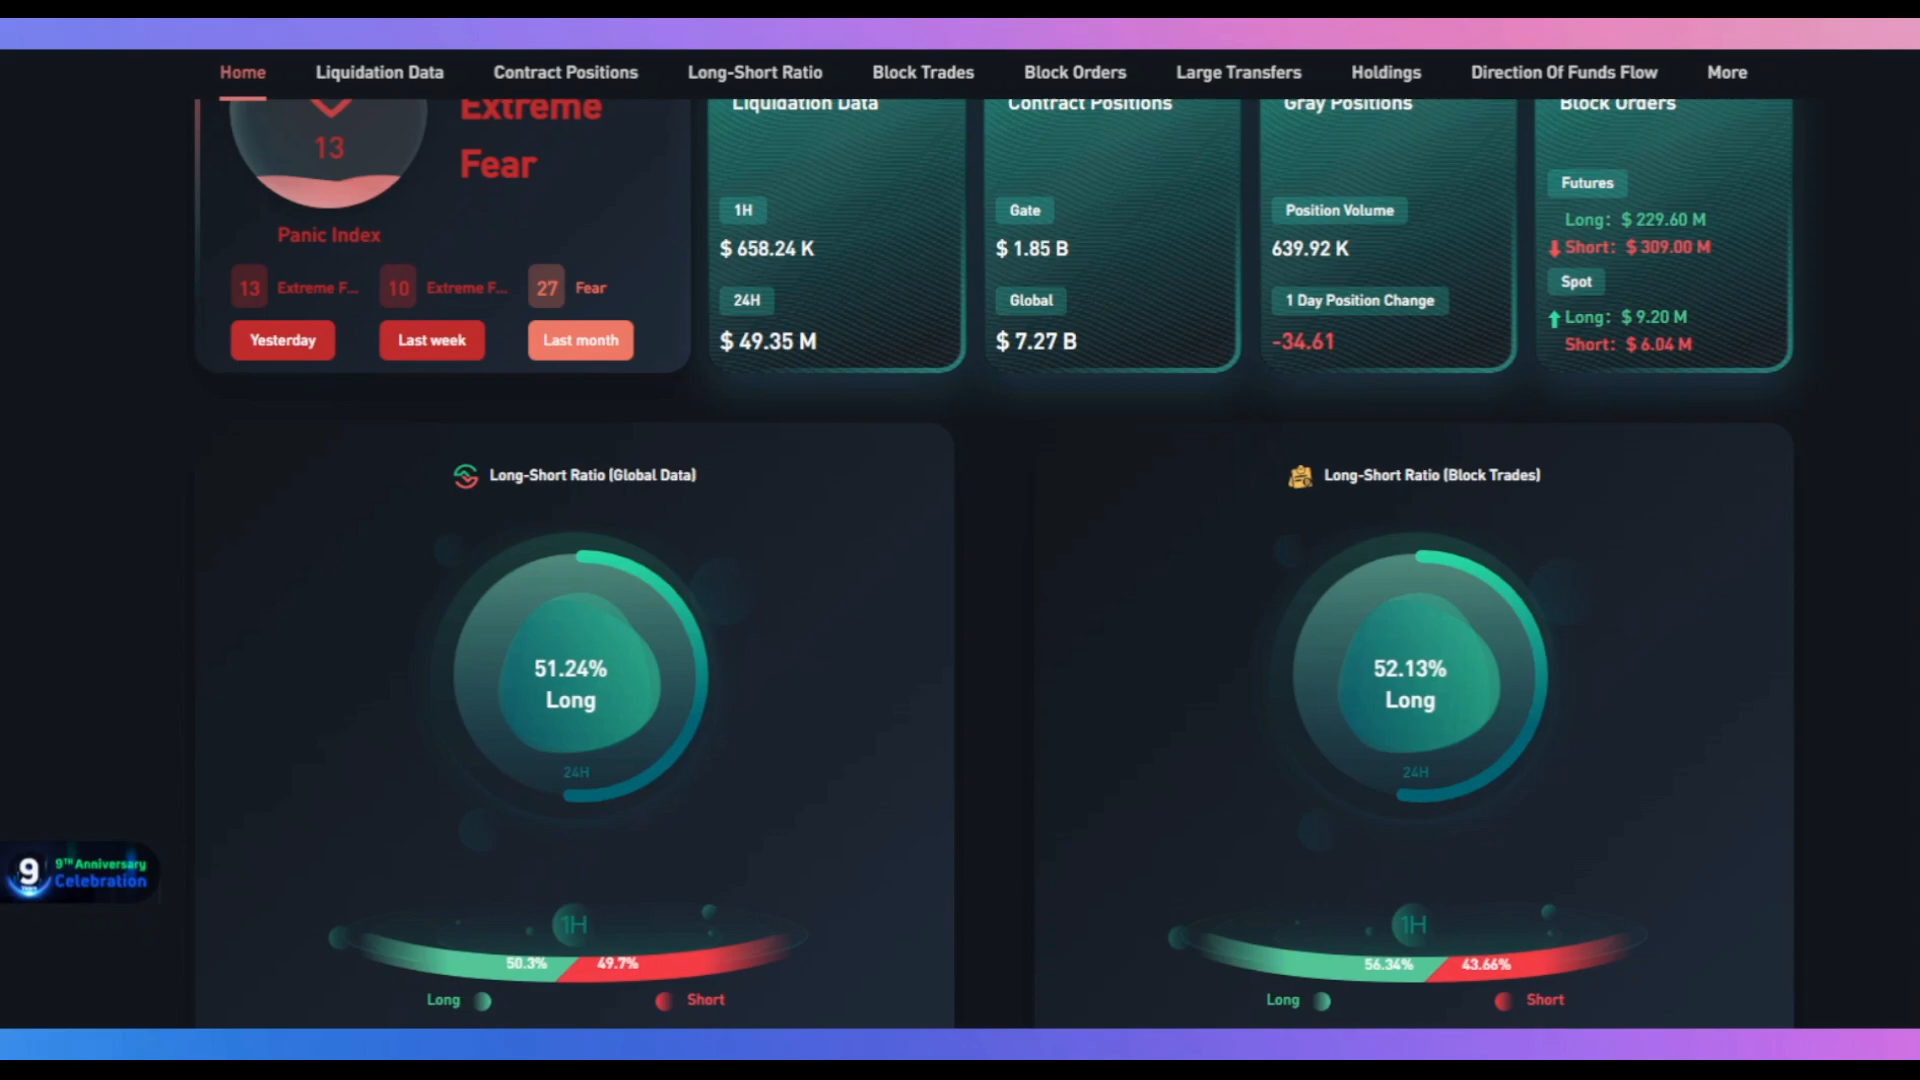 Home Liquidation Data Contract Positions Long-Short Ratio Block Trades Block Orders Large Transfers Holdings Direction Of Funds Flow More
Extreme
Fear
13
Panic Index
13 Extreme F... 10 Extreme F... 27 Fear
Yesterday Last week Last month
Liquidation Data
1H
$ 658.24 K
24H
$ 49.35 M
Contract Positions
Gate
$ 1.85 B
Global
$ 7.27 B
Gray Positions
Position Volume
639.92 K
1 Day Position Change
-34.61
Block Orders
Futures
Long: $ 229.60 M
Short: $ 309.00 M
Spot
Long: $ 9.20 M
Short: $ 6.04 M
Long-Short Ratio (Global Data)
51.24%
Long
24H
1H
50.3% 49.7%
Long Short
Long-Short Ratio (Block Trades)
52.13%
Long
24H
1H
56.34% 43.66%
Long Short
9
9TH Anniversary
Celebration